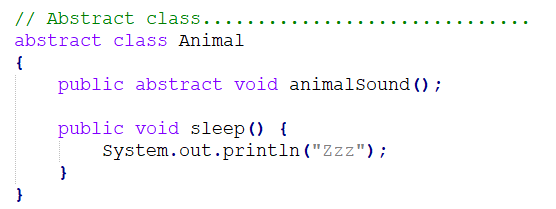 // Abstract class..............................
abstract class Animal
{
    public abstract void animalSound();

    public void sleep() {
        System.out.println("Zzz");
    }
}